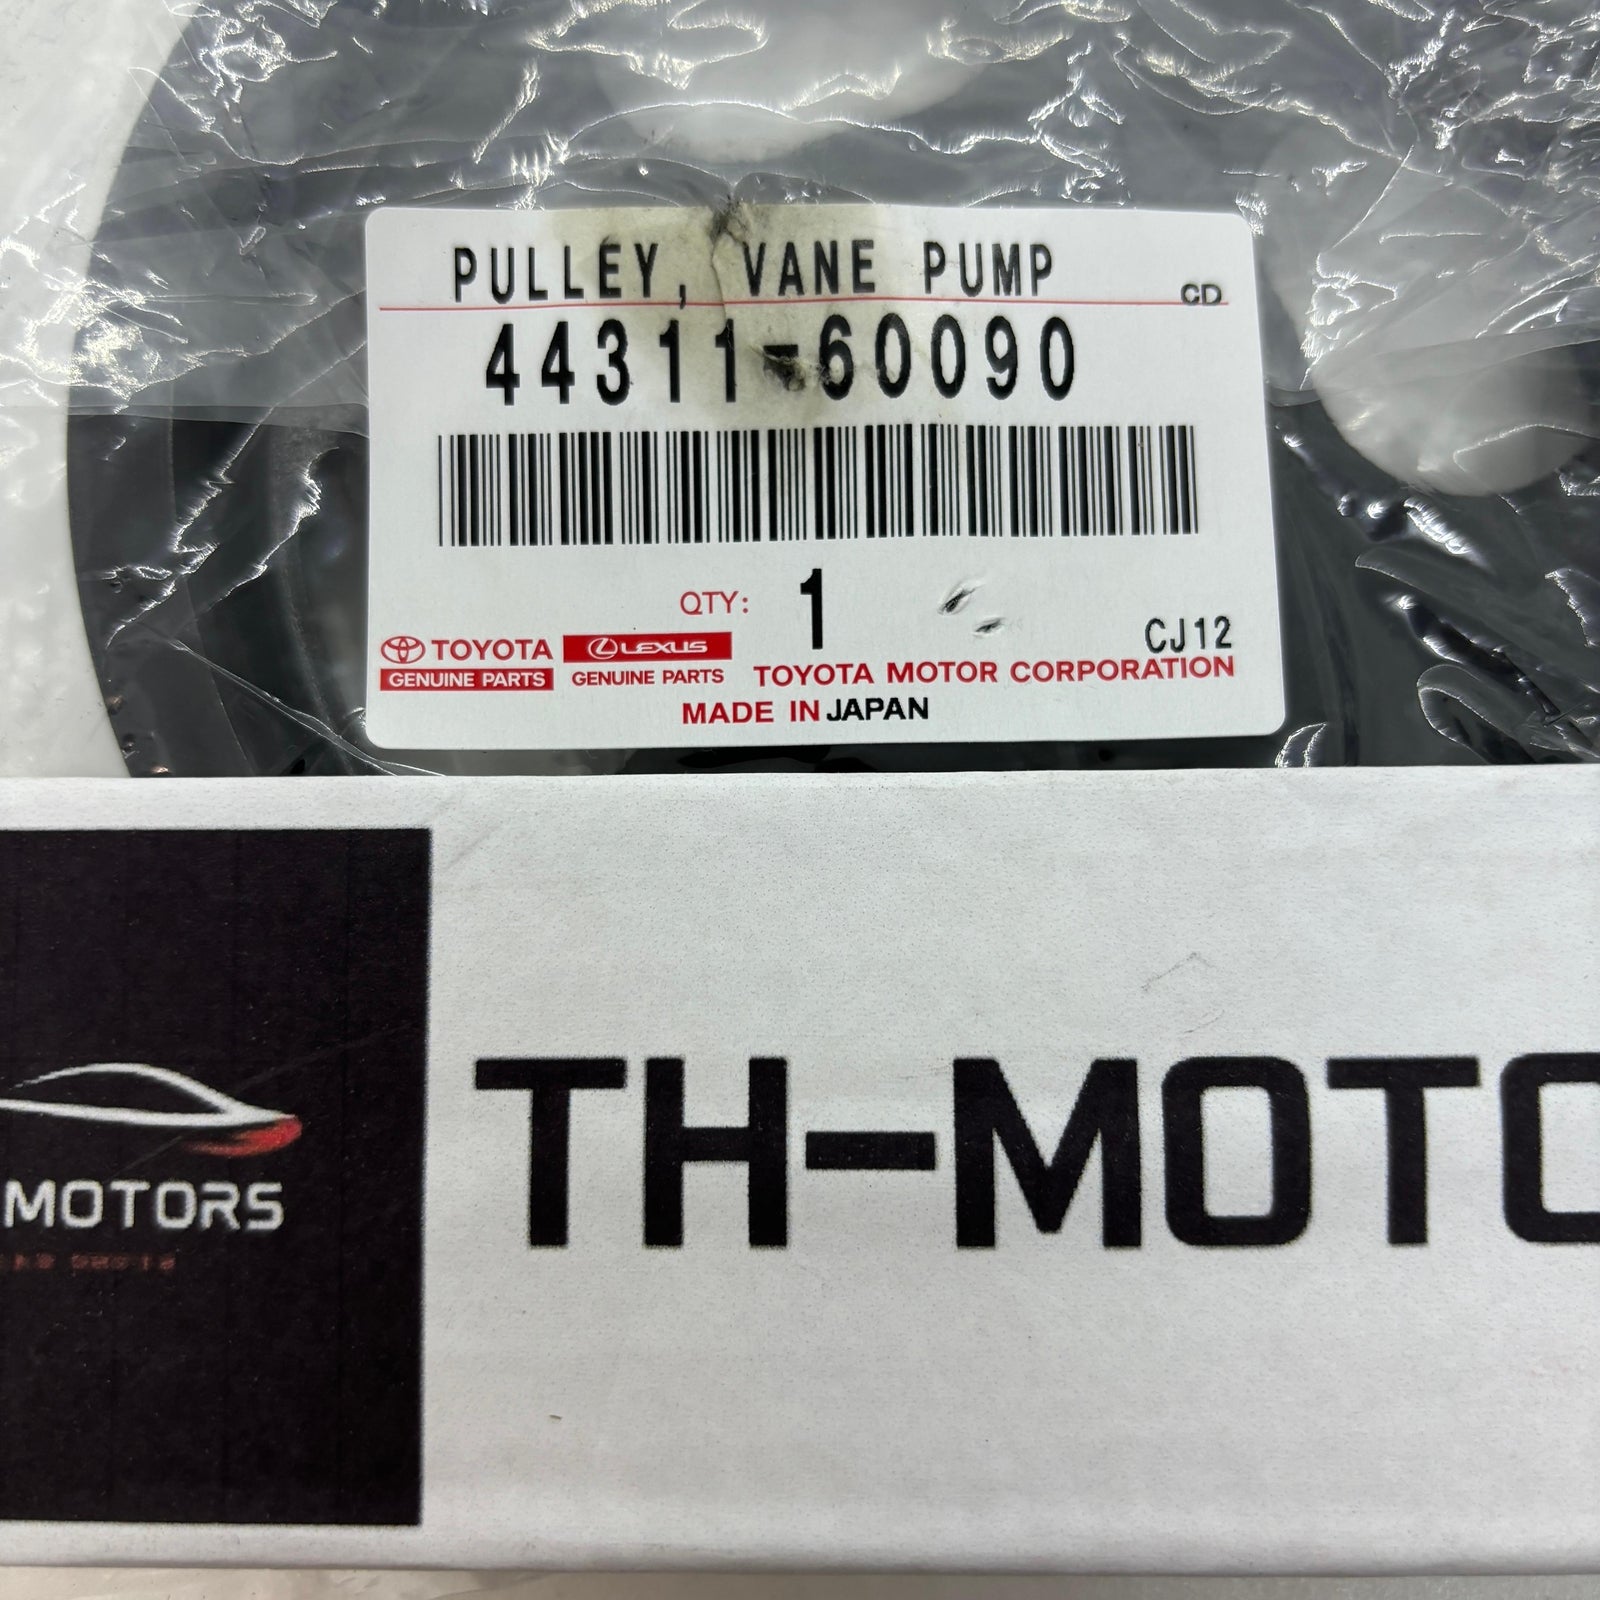 PULLEY, VANE PUMP
CD
44311-60090
QTY: 1
CJ12
TOYOTA
LEXUS
GENUINE PARTS
GENUINE PARTS
TOYOTA MOTOR CORPORATION
MADE IN JAPAN
TH-MOTO
MOTORS